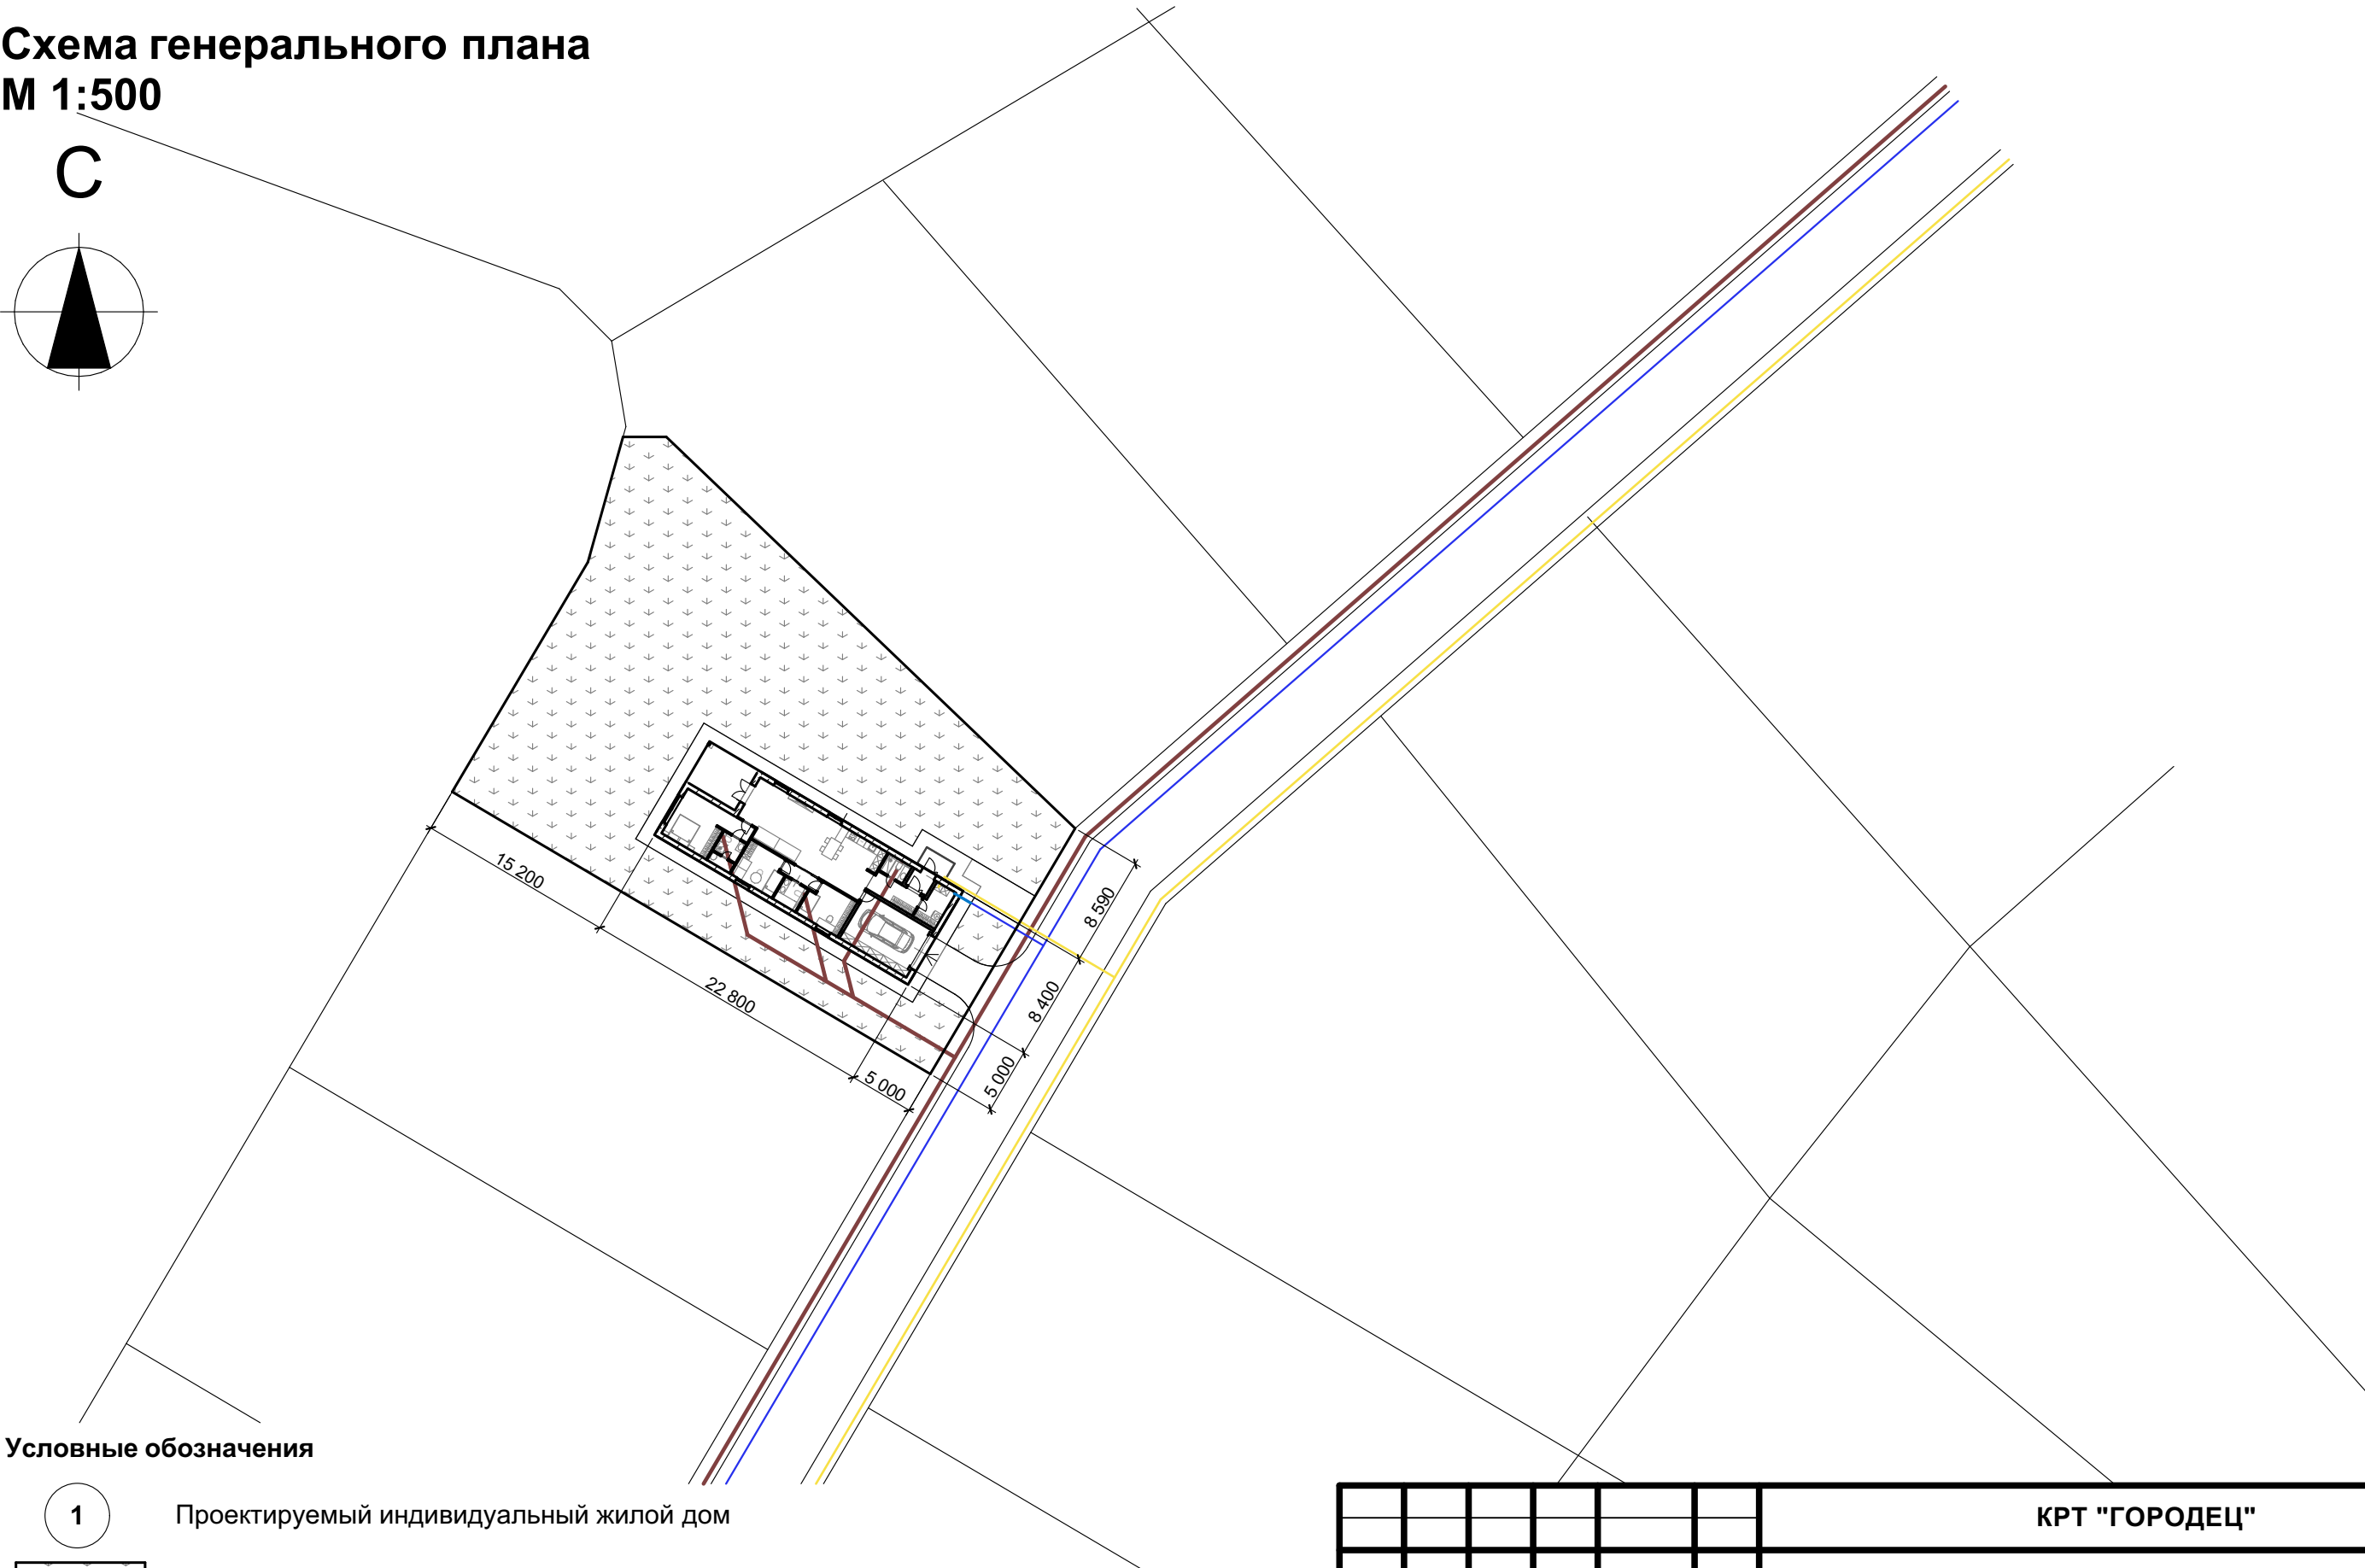 Схема генерального плана
М 1:500
С
15 200
22 800
5 000
8 590
8 400
5 000
Условные обозначения
1
Проектируемый индивидуальный жилой дом
КРТ "ГОРОДЕЦ"